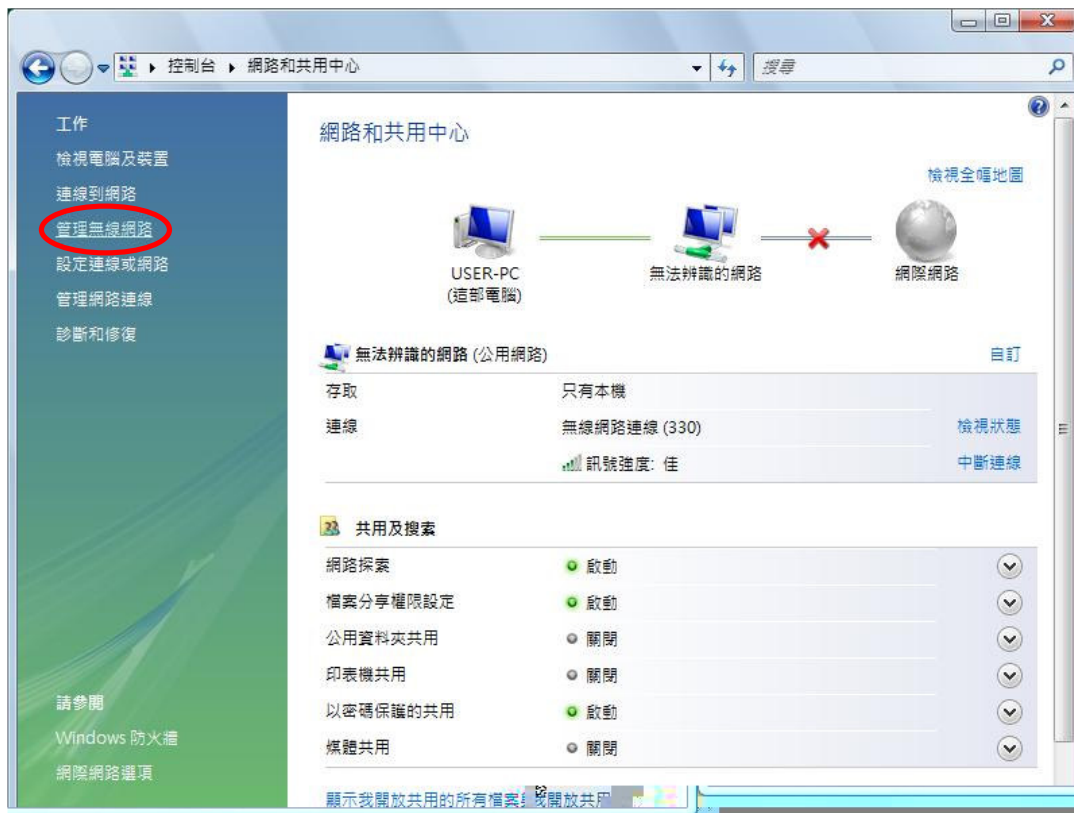 控制台 ▸ 網路和共用中心
搜尋
工作
檢視電腦及裝置
連線到網路
管理無線網路
設定連線或網路
管理網路連線
診斷和修復
請參閱
Windows 防火牆
網際網路選項
網路和共用中心
檢視全幅地圖
USER-PC
(這部電腦)
無法辨識的網路
網際網路
無法辨識的網路 (公用網路) 自訂
存取 只有本機
連線 無線網路連線 (330) 檢視狀態
訊號強度: 佳 中斷連線
共用及搜索
網路探索 啟動
檔案分享權限設定 啟動
公用資料夾共用 關閉
印表機共用 關閉
以密碼保護的共用 啟動
媒體共用 關閉
顯示我開放共用的所有檔案